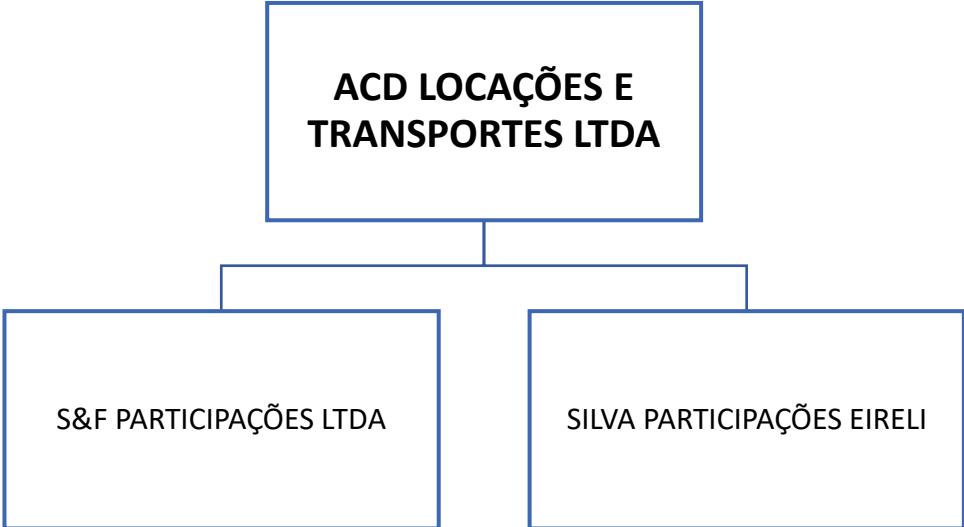 ACD LOCAÇÕES E
TRANSPORTES LTDA
S&F PARTICIPAÇÕES LTDA
SILVA PARTICIPAÇÕES EIRELI